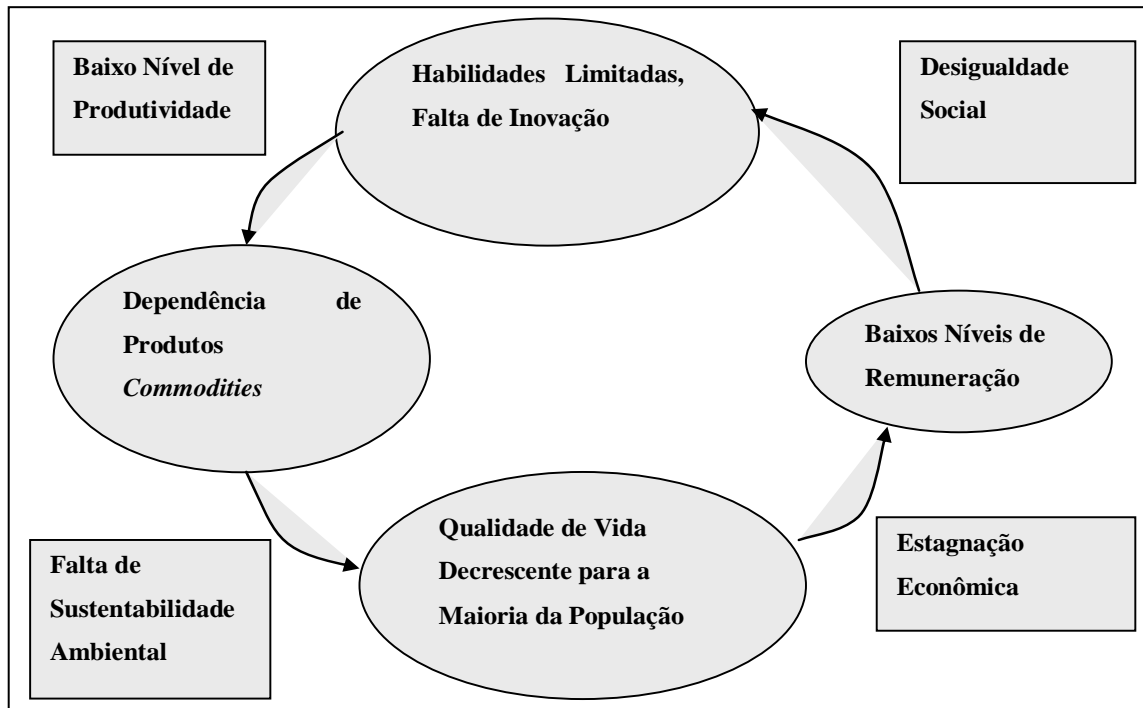 Baixo Nível de
Produtividade
Habilidades Limitadas,
Falta de Inovação
Desigualdade
Social
Dependência de
Produtos
Commodities
Baixos Níveis de
Remuneração
Qualidade de Vida
Decrescente para a
Maioria da População
Falta de
Sustentabilidade
Ambiental
Estagnação
Econômica